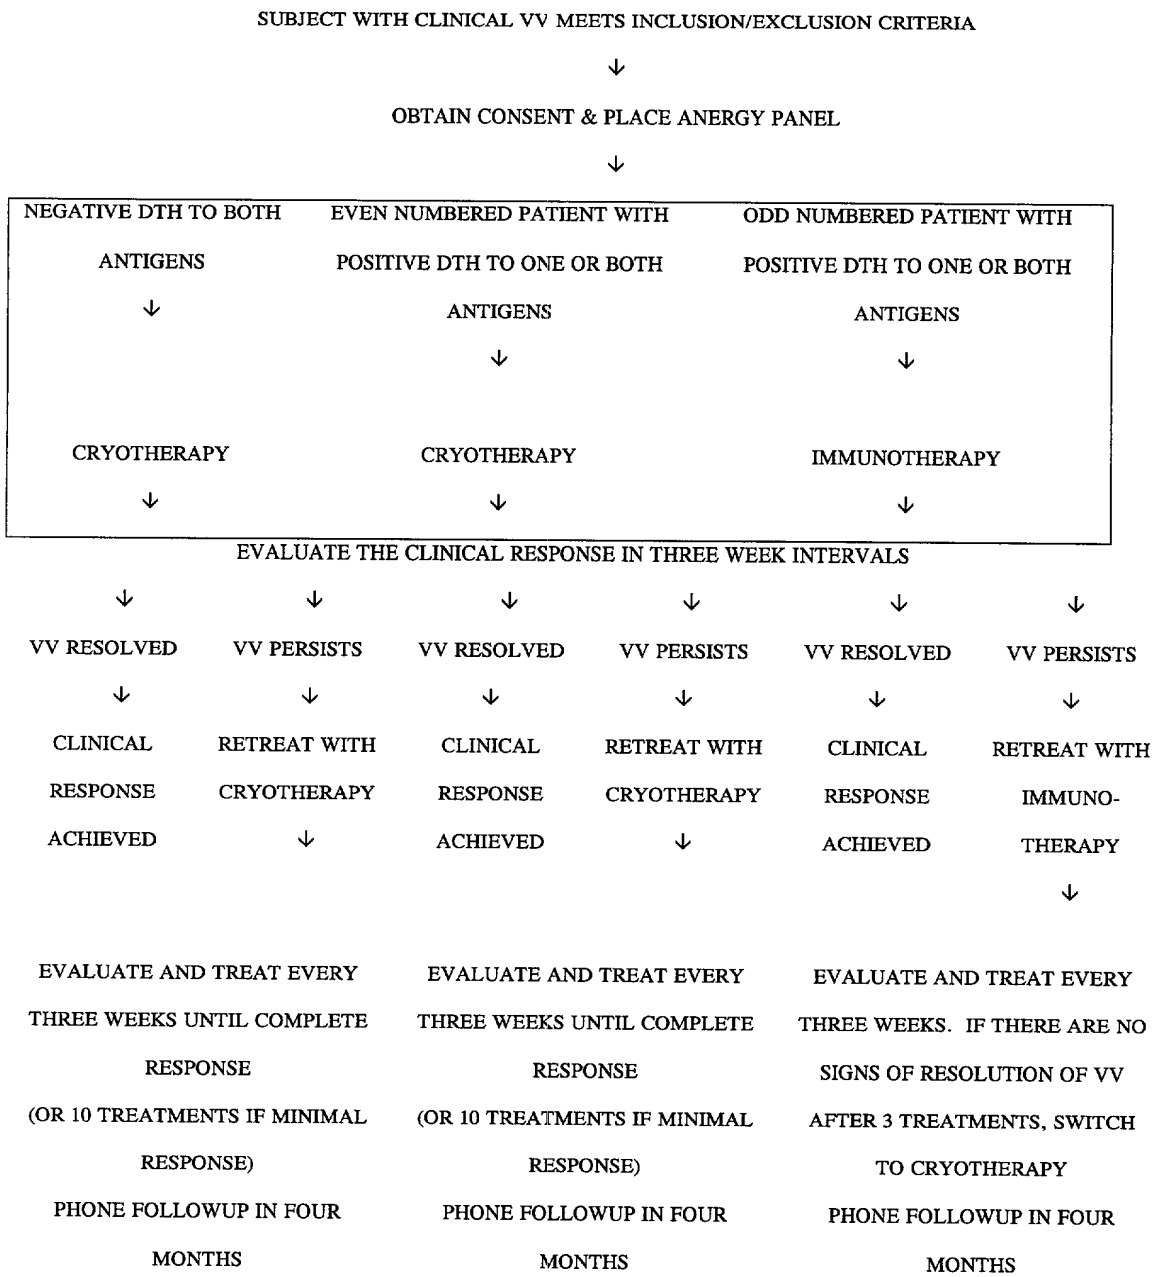 SUBJECT WITH CLINICAL VV MEETS INCLUSION/EXCLUSION CRITERIA
↓
OBTAIN CONSENT & PLACE ANERGY PANEL
↓
NEGATIVE DTH TO BOTH EVEN NUMBERED PATIENT WITH ODD NUMBERED PATIENT WITH
ANTIGENS POSITIVE DTH TO ONE OR BOTH POSITIVE DTH TO ONE OR BOTH
↓ ANTIGENS ANTIGENS
↓ ↓
CRYOTHERAPY CRYOTHERAPY IMMUNOTHERAPY
↓ ↓ ↓
EVALUATE THE CLINICAL RESPONSE IN THREE WEEK INTERVALS
↓ ↓ ↓ ↓ ↓ ↓
VV RESOLVED VV PERSISTS VV RESOLVED VV PERSISTS VV RESOLVED VV PERSISTS
↓ ↓ ↓ ↓ ↓ ↓
CLINICAL RETREAT WITH CLINICAL RETREAT WITH CLINICAL RETREAT WITH
RESPONSE CRYOTHERAPY RESPONSE CRYOTHERAPY RESPONSE IMMUNO-
ACHIEVED ↓ ACHIEVED ↓ ACHIEVED THERAPY
↓
EVALUATE AND TREAT EVERY EVALUATE AND TREAT EVERY EVALUATE AND TREAT EVERY
THREE WEEKS UNTIL COMPLETE THREE WEEKS UNTIL COMPLETE THREE WEEKS. IF THERE ARE NO
RESPONSE RESPONSE SIGNS OF RESOLUTION OF VV
(OR 10 TREATMENTS IF MINIMAL (OR 10 TREATMENTS IF MINIMAL AFTER 3 TREATMENTS, SWITCH
RESPONSE) RESPONSE) TO CRYOTHERAPY
PHONE FOLLOWUP IN FOUR PHONE FOLLOWUP IN FOUR PHONE FOLLOWUP IN FOUR
MONTHS MONTHS MONTHS